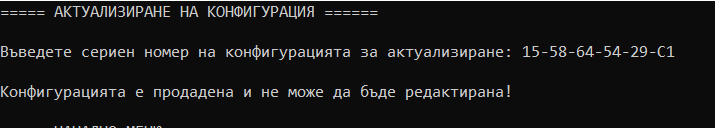 ===== АКТУАЛИЗИРАНЕ НА КОНФИГУРАЦИЯ ======
Въведете сериен номер на конфигурацията за актуализиране: 15-58-64-54-29-C1
Конфигурацията е продадена и не може да бъде редактирана!